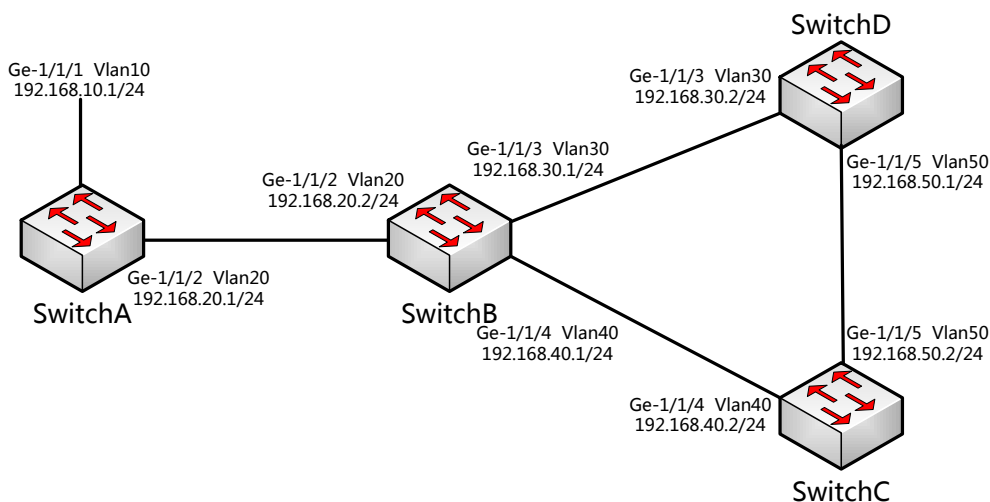 SwitchD
Ge-1/1/1 Vlan10
192.168.10.1/24
Ge-1/1/3 Vlan30
192.168.30.2/24
Ge-1/1/3 Vlan30
192.168.30.1/24
Ge-1/1/5 Vlan50
192.168.50.1/24
Ge-1/1/2 Vlan20
192.168.20.2/24
Ge-1/1/2 Vlan20
192.168.20.1/24
SwitchA
SwitchB
Ge-1/1/4 Vlan40
192.168.40.1/24
Ge-1/1/5 Vlan50
192.168.50.2/24
Ge-1/1/4 Vlan40
192.168.40.2/24
SwitchC